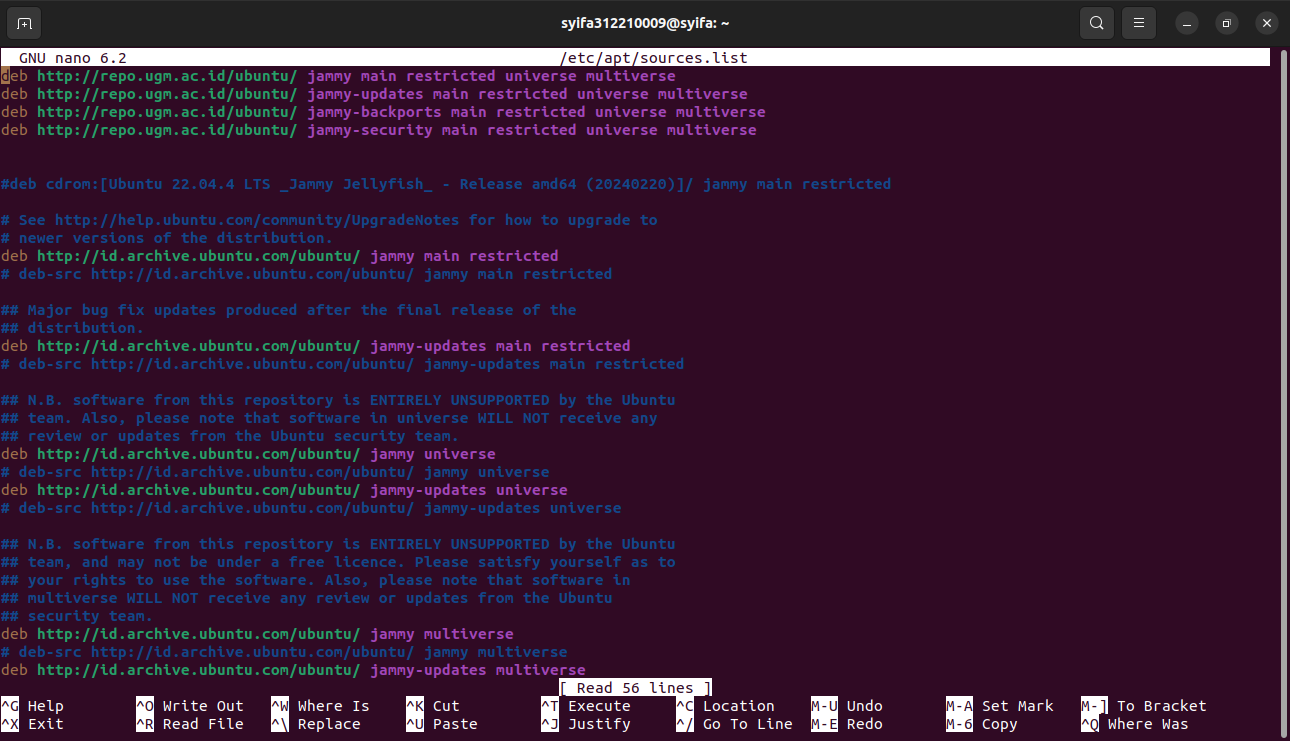 syifa312210009@syifa: ~
GNU nano 6.2 /etc/apt/sources.list
deb http://repo.ugm.ac.id/ubuntu/ jammy main restricted universe multiverse
deb http://repo.ugm.ac.id/ubuntu/ jammy-updates main restricted universe multiverse
deb http://repo.ugm.ac.id/ubuntu/ jammy-backports main restricted universe multiverse
deb http://repo.ugm.ac.id/ubuntu/ jammy-security main restricted universe multiverse
#deb cdrom:[Ubuntu 22.04.4 LTS _Jammy Jellyfish_ - Release amd64 (20240220)]/ jammy main restricted
# See http://help.ubuntu.com/community/UpgradeNotes for how to upgrade to
# newer versions of the distribution.
deb http://id.archive.ubuntu.com/ubuntu/ jammy main restricted
# deb-src http://id.archive.ubuntu.com/ubuntu/ jammy main restricted
## Major bug fix updates produced after the final release of the
## distribution.
deb http://id.archive.ubuntu.com/ubuntu/ jammy-updates main restricted
# deb-src http://id.archive.ubuntu.com/ubuntu/ jammy-updates main restricted
## N.B. software from this repository is ENTIRELY UNSUPPORTED by the Ubuntu
## team. Also, please note that software in universe WILL NOT receive any
## review or updates from the Ubuntu security team.
deb http://id.archive.ubuntu.com/ubuntu/ jammy universe
# deb-src http://id.archive.ubuntu.com/ubuntu/ jammy universe
deb http://id.archive.ubuntu.com/ubuntu/ jammy-updates universe
# deb-src http://id.archive.ubuntu.com/ubuntu/ jammy-updates universe
## N.B. software from this repository is ENTIRELY UNSUPPORTED by the Ubuntu
## team, and may not be under a free licence. Please satisfy yourself as to
## your rights to use the software. Also, please note that software in
## multiverse WILL NOT receive any review or updates from the Ubuntu
## security team.
deb http://id.archive.ubuntu.com/ubuntu/ jammy multiverse
# deb-src http://id.archive.ubuntu.com/ubuntu/ jammy multiverse
deb http://id.archive.ubuntu.com/ubuntu/ jammy-updates multiverse
[ Read 56 lines ]
^G Help ^O Write Out ^W Where Is ^K Cut ^T Execute ^C Location M-U Undo M-A Set Mark M-] To Bracket
^X Exit ^R Read File ^\ Replace ^U Paste ^J Justify ^/ Go To Line M-E Redo M-6 Copy ^Q Where Was